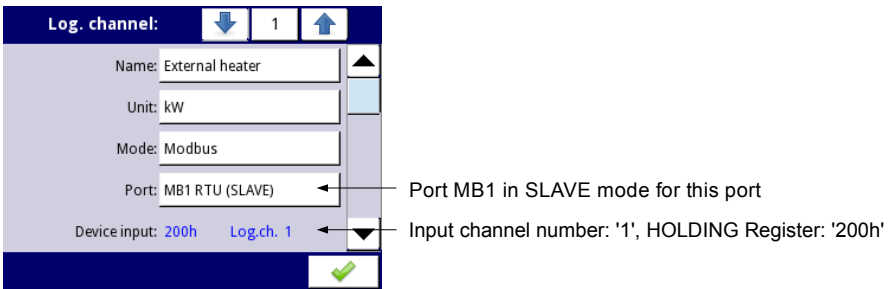 Log. channel: 1
Name: External heater
Unit: kW
Mode: Modbus
Port: MB1 RTU (SLAVE)
Port MB1 in SLAVE mode for this port
Device input: 200h Log.ch. 1
Input channel number: '1', HOLDING Register: '200h'